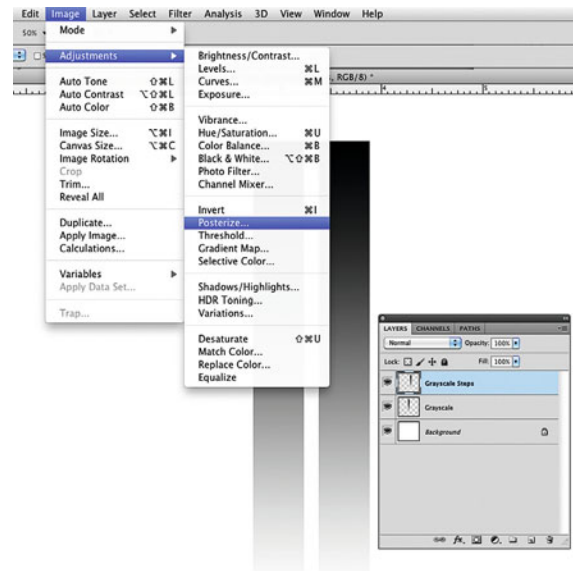 Edit Image Layer Select Filter Analysis 3D View Window Help
50%
Mode
Adjustments
Auto Tone ⇧⌘L
Auto Contrast ⌥⇧⌘L
Auto Color ⇧⌘B
Image Size... ⌥⌘I
Canvas Size... ⌥⌘C
Image Rotation
Crop
Trim...
Reveal All
Duplicate...
Apply Image...
Calculations...
Variables
Apply Data Set...
Trap...
Brightness/Contrast...
Levels... ⌘L
Curves... ⌘M
Exposure...
Vibrance...
Hue/Saturation... ⌘U
Color Balance... ⌘B
Black & White... ⌥⇧⌘B
Photo Filter...
Channel Mixer...
Invert ⌘I
Posterize...
Threshold...
Gradient Map...
Selective Color...
Shadows/Highlights...
HDR Toning...
Variations...
Desaturate ⇧⌘U
Match Color...
Replace Color...
Equalize
, RGB/8) *
4 5
LAYERS CHANNELS PATHS
Normal Opacity: 100%
Lock: Fill: 100%
Grayscale Steps
Grayscale
Background
fx.